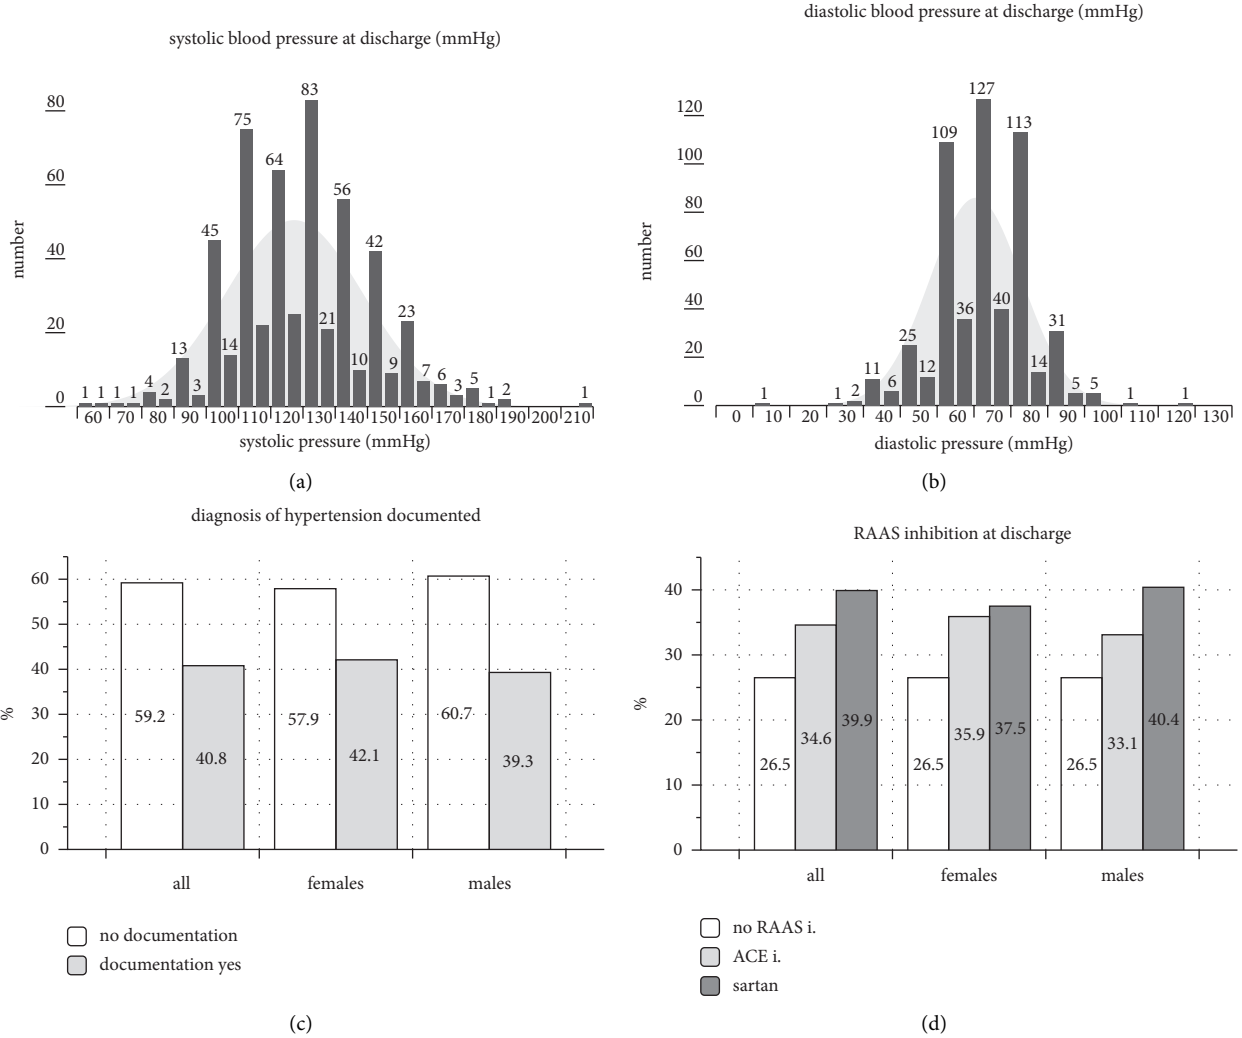 systolic blood pressure at discharge (mmHg)
number
80
60
40
20
0
1 1 1 1 4 2 13 3 45 14 75 64 83 21 56 10 42 9 23 7 6 3 5 1 2 1
60 70 80 90 100 110 120 130 140 150 160 170 180 190 200 210
systolic pressure (mmHg)
(a)
diastolic blood pressure at discharge (mmHg)
number
120
100
80
60
40
20
0
1 1 2 11 6 25 12 109 36 127 40 113 14 31 5 5 1 1
0 10 20 30 40 50 60 70 80 90 100 110 120 130
diastolic pressure (mmHg)
(b)
diagnosis of hypertension documented
%
60
50
40
30
20
10
0
59.2 40.8 57.9 42.1 60.7 39.3
all females males
no documentation
documentation yes
(c)
RAAS inhibition at discharge
%
40
30
20
10
0
26.5 34.6 39.9 26.5 35.9 37.5 26.5 33.1 40.4
all females males
no RAAS i.
ACE i.
sartan
(d)